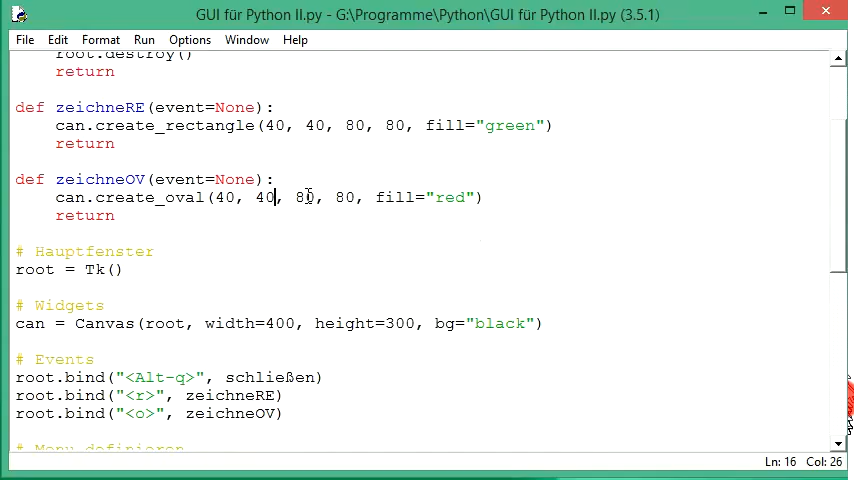 GUI für Python II.py - G:\Programme\Python\GUI für Python II.py (3.5.1)
File Edit Format Run Options Window Help
root.destroy()
return
def zeichneRE(event=None):
can.create_rectangle(40, 40, 80, 80, fill="green")
return
def zeichneOV(event=None):
can.create_oval(40, 40, 80, 80, fill="red")
return
# Hauptfenster
root = Tk()
# Widgets
can = Canvas(root, width=400, height=300, bg="black")
# Events
root.bind("<Alt-q>", schließen)
root.bind("<r>", zeichneRE)
root.bind("<o>", zeichneOV)
# Menu definieren
Ln: 16 Col: 26